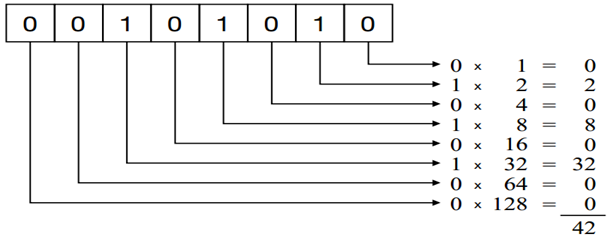 0 0 1 0 1 0 1 0
0 × 1 = 0
1 × 2 = 2
0 × 4 = 0
1 × 8 = 8
0 × 16 = 0
1 × 32 = 32
0 × 64 = 0
0 × 128 = 0
42